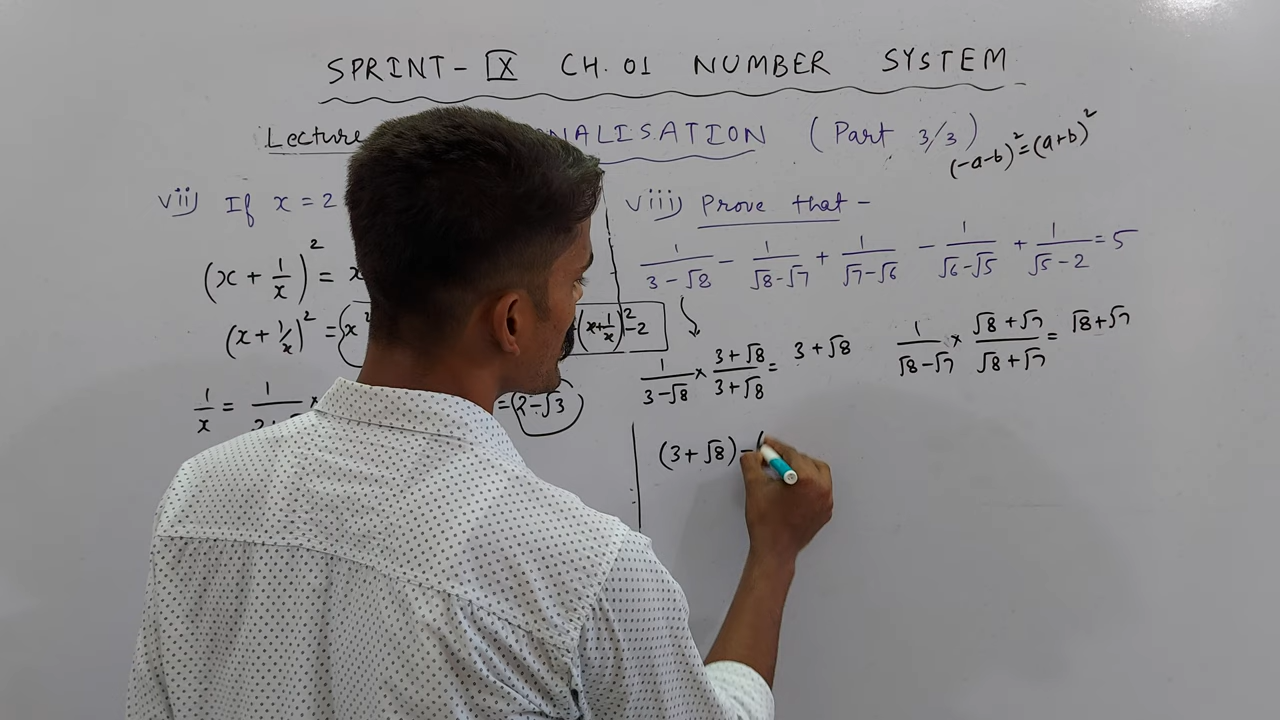 SPRINT - IX CH. 01 NUMBER SYSTEM
Lecture NALISATION (Part 3/3)
(-a-b)² = (a+b)²
vii) If x = 2
(x + 1/x)² = x
(x + 1/x)² = x² (x+1/x)² - 2
1/x = 1/ = 2-√3
viii) Prove that -
1/(3-√8) - 1/(√8-√7) + 1/(√7-√6) - 1/(√6-√5) + 1/(√5-2) = 5
1/(3-√8) × (3+√8)/(3+√8) = 3+√8
1/(√8-√7) × (√8+√7)/(√8+√7) = √8+√7
(3+√8) - (